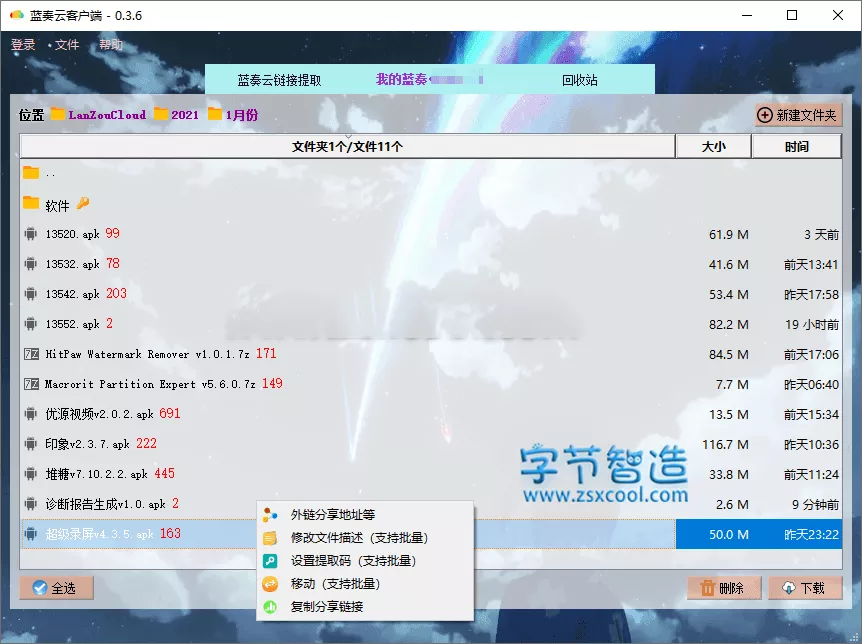 蓝奏云客户端 - 0.3.6
登录 文件 帮助
蓝奏云链接提取 我的蓝奏 回收站
位置 LanZouCloud 2021 1月份 新建文件夹
文件夹1个/文件11个 大小 时间
..
软件
13520.apk 99 61.9 M 3 天前
13532.apk 78 41.6 M 前天13:41
13542.apk 203 53.4 M 昨天17:58
13552.apk 2 82.2 M 19 小时前
HitPaw Watermark Remover v1.0.1.7z 171 84.5 M 前天17:06
Macrorit Partition Expert v5.6.0.7z 149 7.7 M 昨天06:40
优源视频v2.0.2.apk 691 13.5 M 前天15:34
印象v2.3.7.apk 222 116.7 M 昨天10:36
堆糖v7.10.2.2.apk 445 33.8 M 前天11:24
诊断报告生成v1.0.apk 2 2.6 M 9 分钟前
超级录屏v4.3.5.apk 163 50.0 M 昨天23:22
字节智造
www.zsxcool.com
外链分享地址等
修改文件描述（支持批量）
设置提取码（支持批量）
移动（支持批量）
复制分享链接
全选 删除 下载